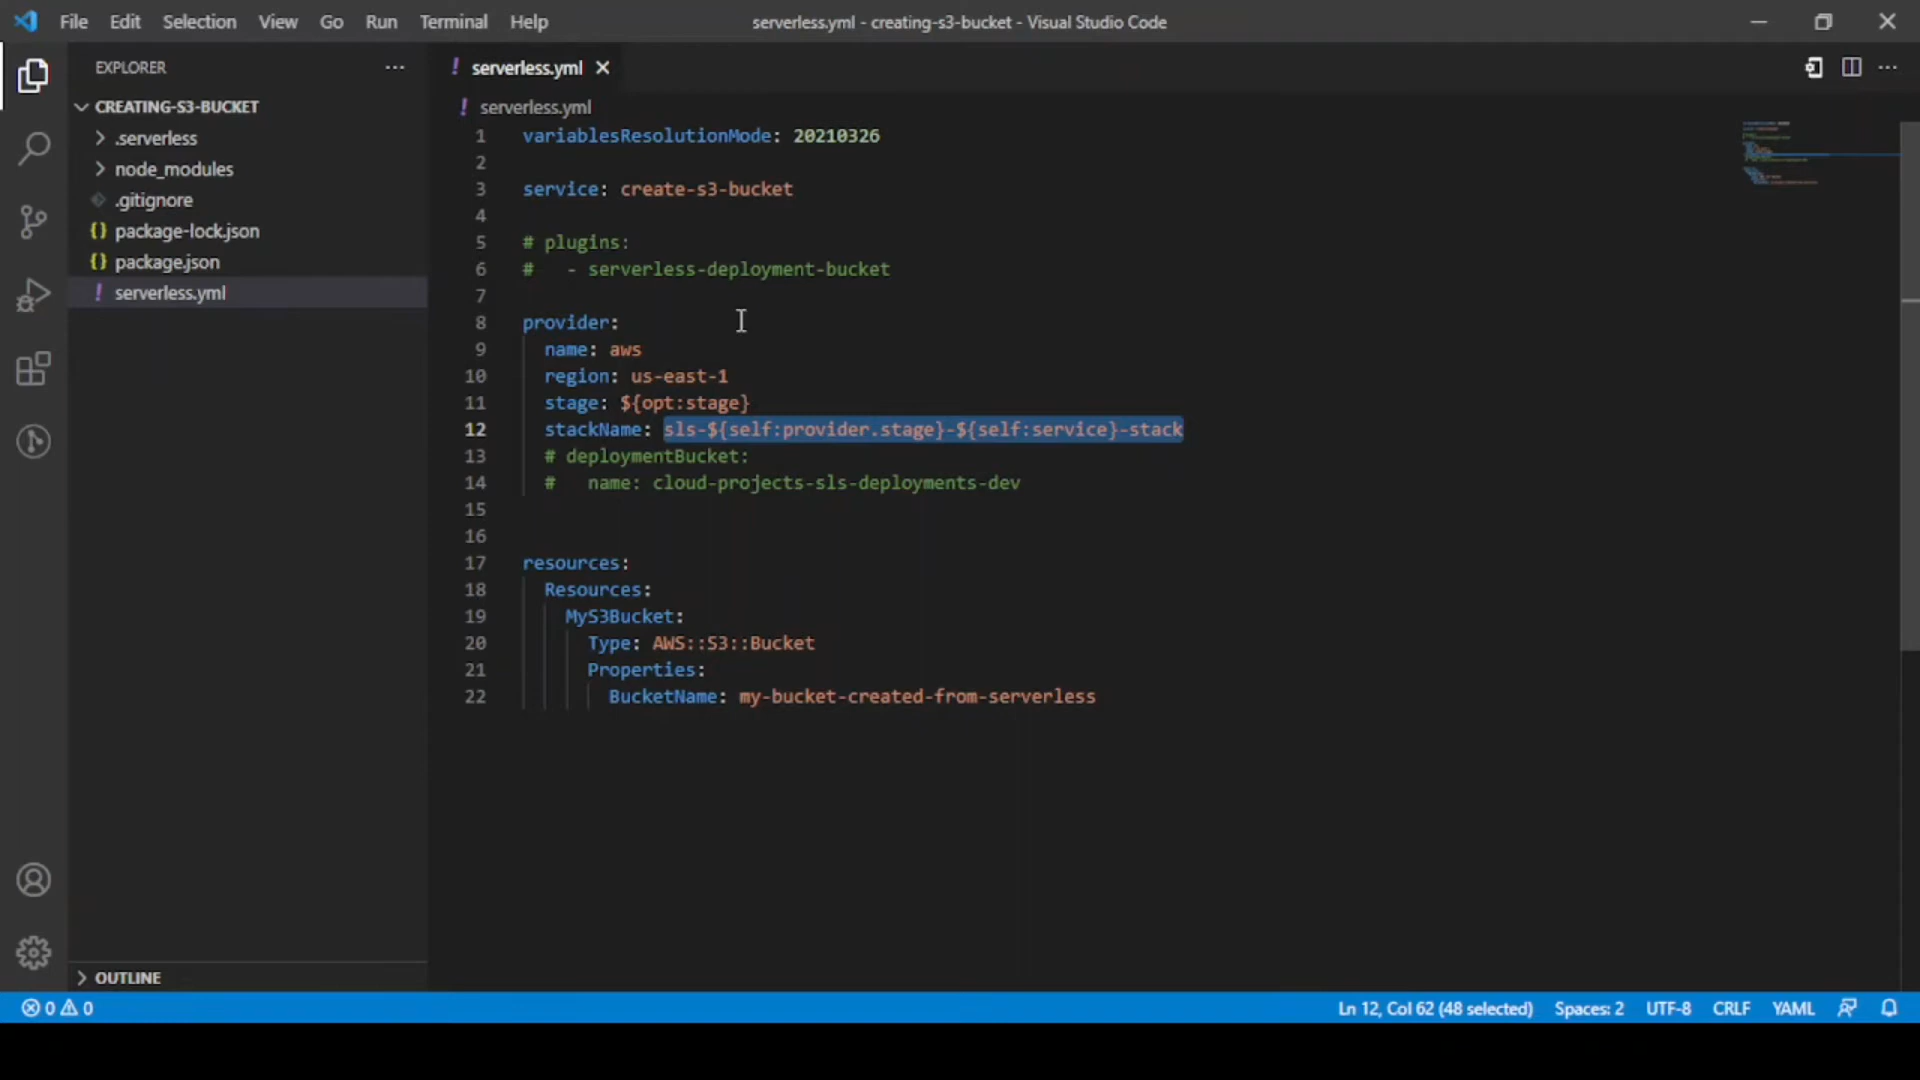 File Edit Selection View Go Run Terminal Help serverless.yml - creating-s3-bucket - Visual Studio Code
EXPLORER
CREATING-S3-BUCKET
.serverless
node_modules
.gitignore
{} package-lock.json
{} package.json
! serverless.yml
OUTLINE
! serverless.yml
! serverless.yml
1 variablesResolutionMode: 20210326
2
3 service: create-s3-bucket
4
5 # plugins:
6 #   - serverless-deployment-bucket
7
8 provider:
9   name: aws
10   region: us-east-1
11   stage: ${opt:stage}
12   stackName: sls-${self:provider.stage}-${self:service}-stack
13   # deploymentBucket:
14   #   name: cloud-projects-sls-deployments-dev
15
16
17 resources:
18   Resources:
19     MyS3Bucket:
20       Type: AWS::S3::Bucket
21       Properties:
22         BucketName: my-bucket-created-from-serverless
0 0 Ln 12, Col 62 (48 selected) Spaces: 2 UTF-8 CRLF YAML